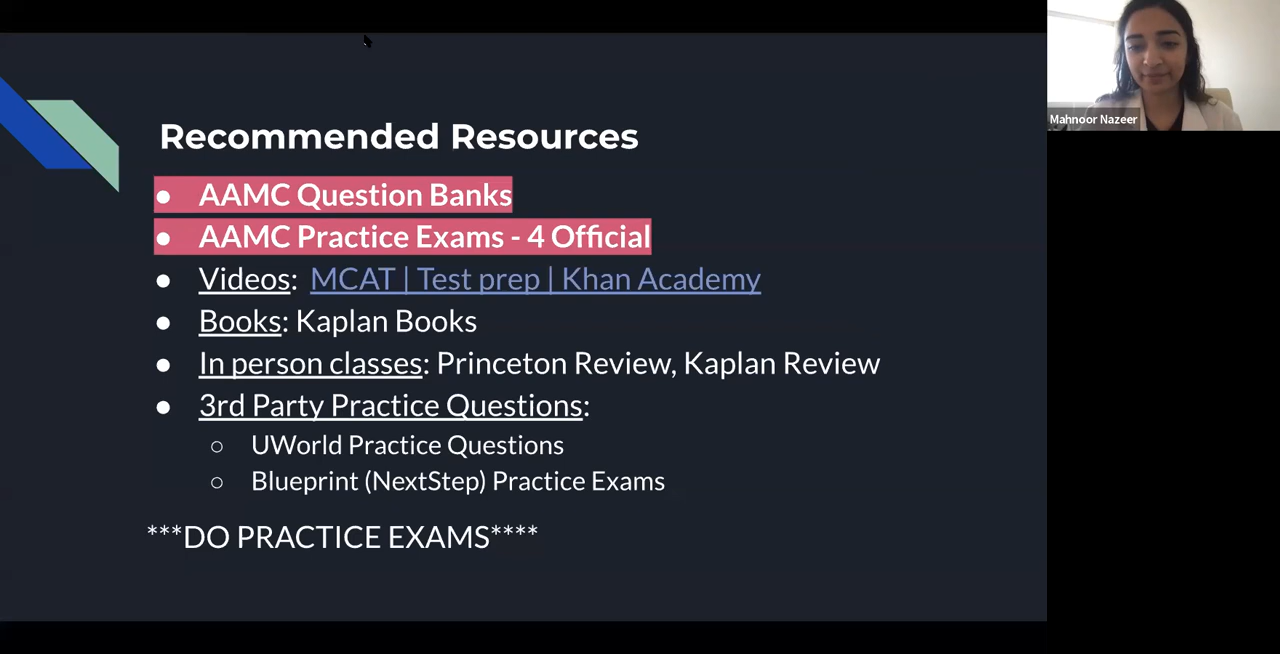 Recommended Resources
● AAMC Question Banks
● AAMC Practice Exams - 4 Official
● Videos: MCAT | Test prep | Khan Academy
● Books: Kaplan Books
● In person classes: Princeton Review, Kaplan Review
● 3rd Party Practice Questions:
○ UWorld Practice Questions
○ Blueprint (NextStep) Practice Exams
***DO PRACTICE EXAMS****
Mahnoor Nazeer